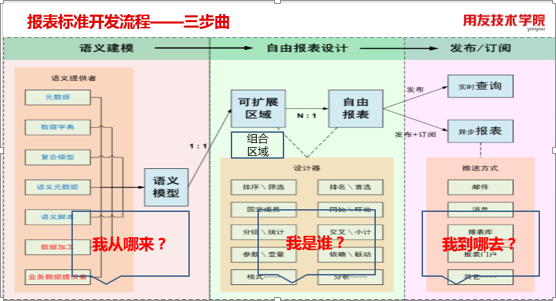 报表标准开发流程——三步曲
用友技术学院
yonyou
语义建模
自由报表设计
发布/订阅
语义提供者
元数据
数据字典
复合模型
语义元数据
语义脚本
数据加工
业务数据提供者
语义
模型
1:1
我从哪来?
可扩展
区域
N:1
自由
报表
组合
区域
设计器
排序\筛选
排名\首选
固定成员
同比\环比
分组\统计
交叉\小计
参数\变量
依赖\联动
格式……
分析……
我是谁?
发布
实时查询
发布+订阅
异步报表
推送方式
邮件
消息
报表库
报表门户
其它……
我到哪去?